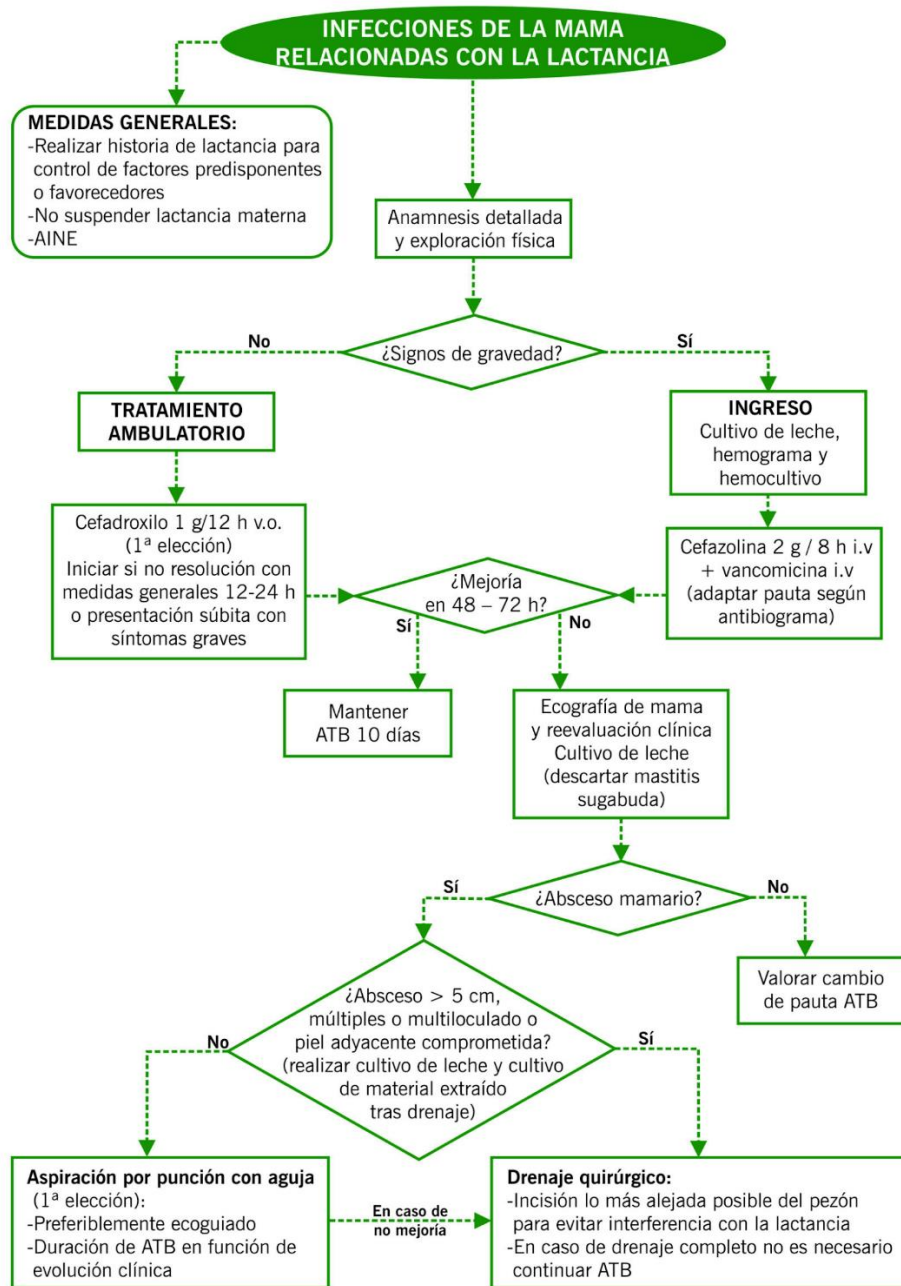 INFECCIONES DE LA MAMA
RELACIONADAS CON LA LACTANCIA
MEDIDAS GENERALES:
-Realizar historia de lactancia para
control de factores predisponentes
o favorecedores
-No suspender lactancia materna
-AINE
Anamnesis detallada
y exploración física
¿Signos de gravedad?
No
Sí
TRATAMIENTO
AMBULATORIO
INGRESO
Cultivo de leche,
hemograma y
hemocultivo
Cefadroxilo 1 g/12 h v.o.
(1ª elección)
Iniciar si no resolución con
medidas generales 12-24 h
o presentación súbita con
síntomas graves
Cefazolina 2 g / 8 h i.v
+ vancomicina i.v
(adaptar pauta según
antibiograma)
¿Mejoría
en 48 – 72 h?
Sí
No
Mantener
ATB 10 días
Ecografía de mama
y reevaluación clínica
Cultivo de leche
(descartar mastitis
sugabuda)
¿Absceso mamario?
Sí
No
Valorar cambio
de pauta ATB
¿Absceso > 5 cm,
múltiples o multiloculado o
piel adyacente comprometida?
(realizar cultivo de leche y cultivo
de material extraído
tras drenaje)
No
Sí
Aspiración por punción con aguja
(1ª elección):
-Preferiblemente ecoguiado
-Duración de ATB en función de
evolución clínica
En caso de
no mejoría
Drenaje quirúrgico:
-Incisión lo más alejada posible del pezón
para evitar interferencia con la lactancia
-En caso de drenaje completo no es necesario
continuar ATB